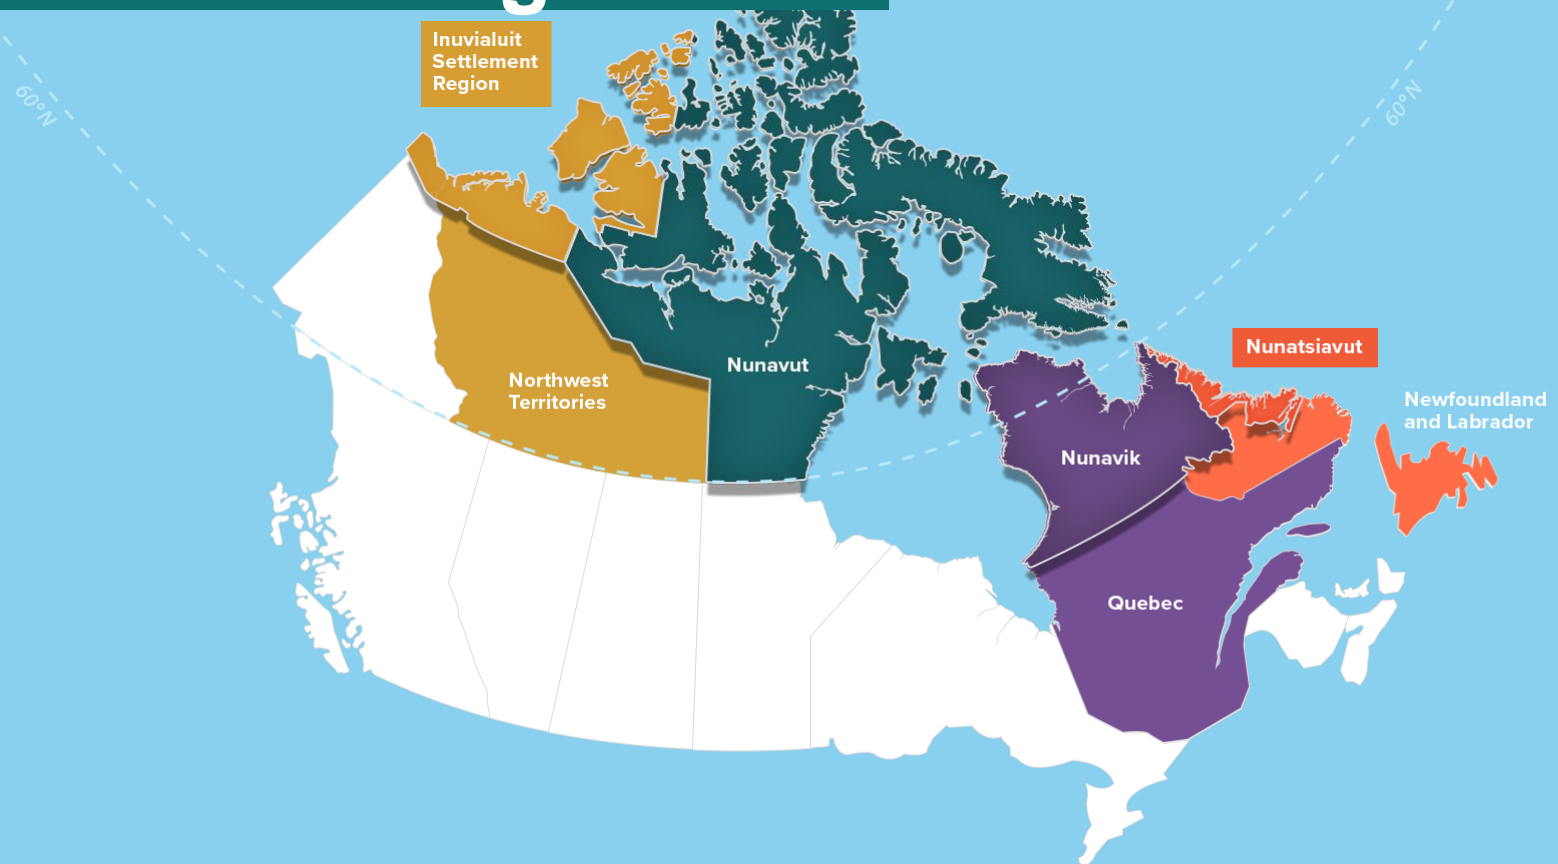 Inuvialuit
Settlement
Region
60°N
60°N
Nunatsiavut
Nunavut
Northwest
Territories
Newfoundland
and Labrador
Nunavik
Quebec